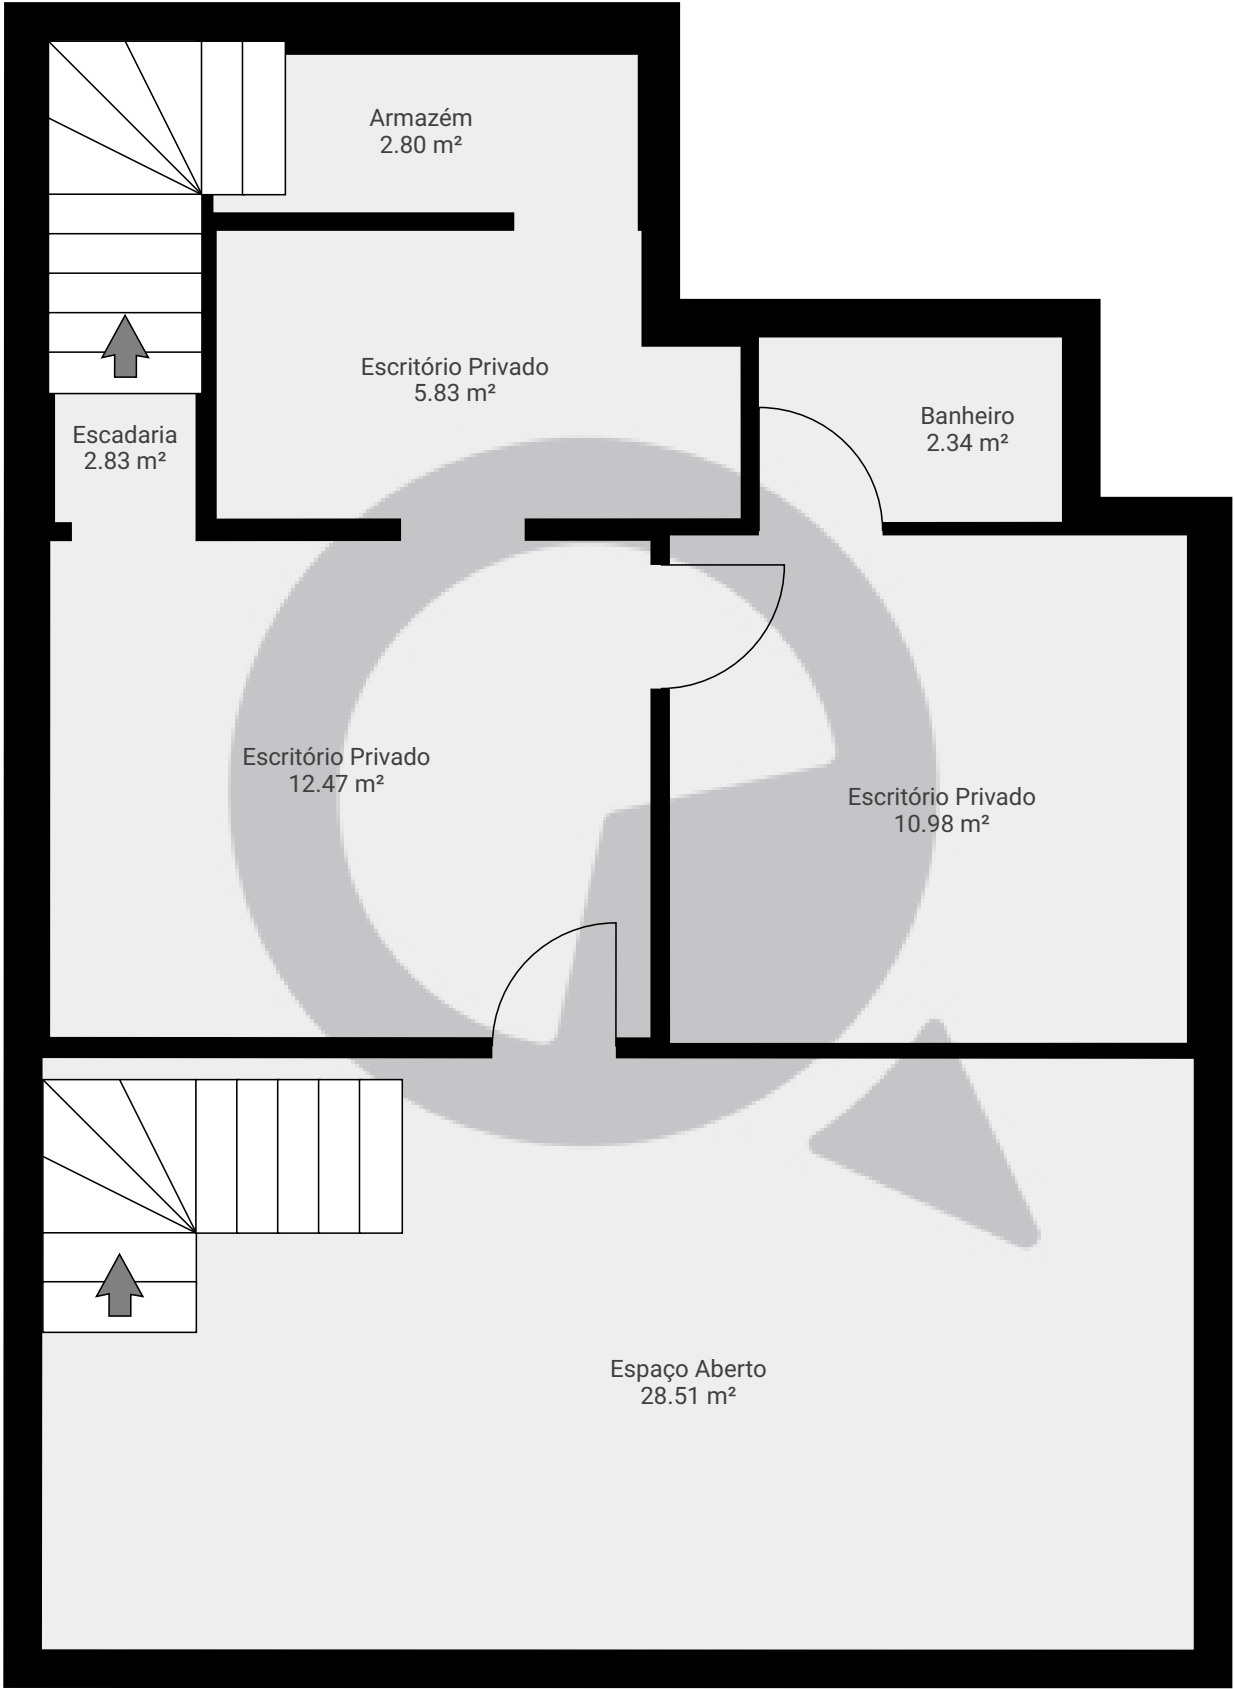 Armazém
2.80 m²
Escritório Privado
5.83 m²
Banheiro
2.34 m²
Escadaria
2.83 m²
Escritório Privado
12.47 m²
Escritório Privado
10.98 m²
Espaço Aberto
28.51 m²